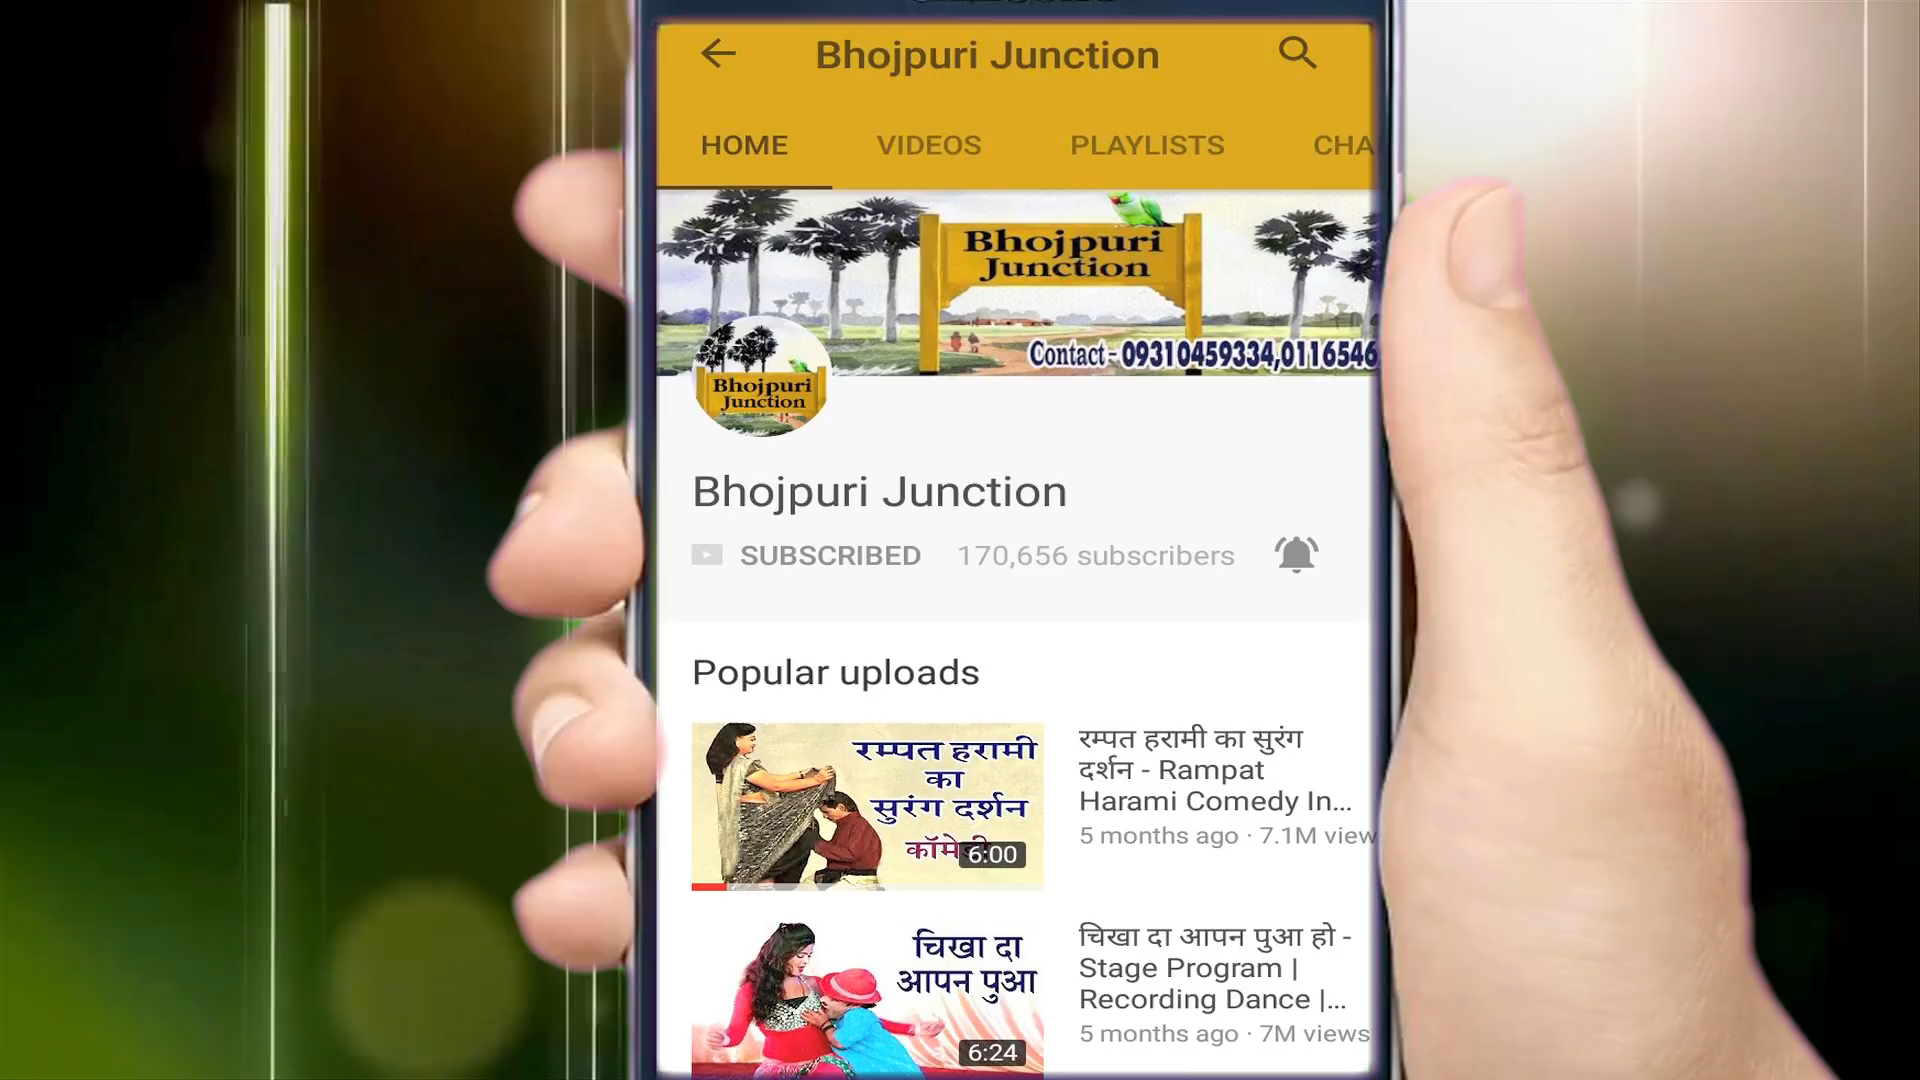 Bhojpuri Junction
HOME VIDEOS PLAYLISTS CHA
Bhojpuri
Junction
Contact - 09310459334,0116546
Bhojpuri
Junction
Bhojpuri Junction
SUBSCRIBED 170,656 subscribers
Popular uploads
रम्पत हरामी
का
सुरंग दर्शन
कॉमेडी
6:00
रम्पत हरामी का सुरंग
दर्शन - Rampat
Harami Comedy In...
5 months ago · 7.1M view
चिखा दा
आपन पुआ
6:24
चिखा दा आपन पुआ हो -
Stage Program |
Recording Dance |...
5 months ago · 7M views